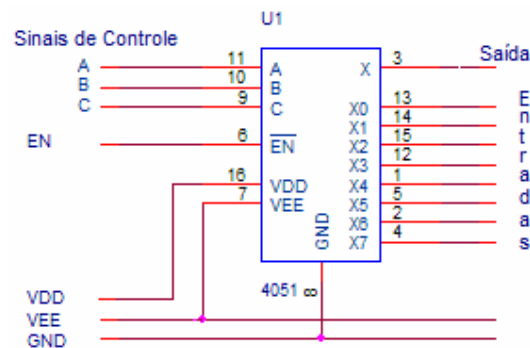 U1
Sinais de Controle
Saída
A 11 A X 3
B 10 B
C 9 C X0 13 E
X1 14 n
EN 6 EN X2 15 t
X3 12 r
16 VDD X4 1 a
7 VEE X5 5 d
X6 2 a
GND X7 4 s
4051 8
VDD
VEE
GND